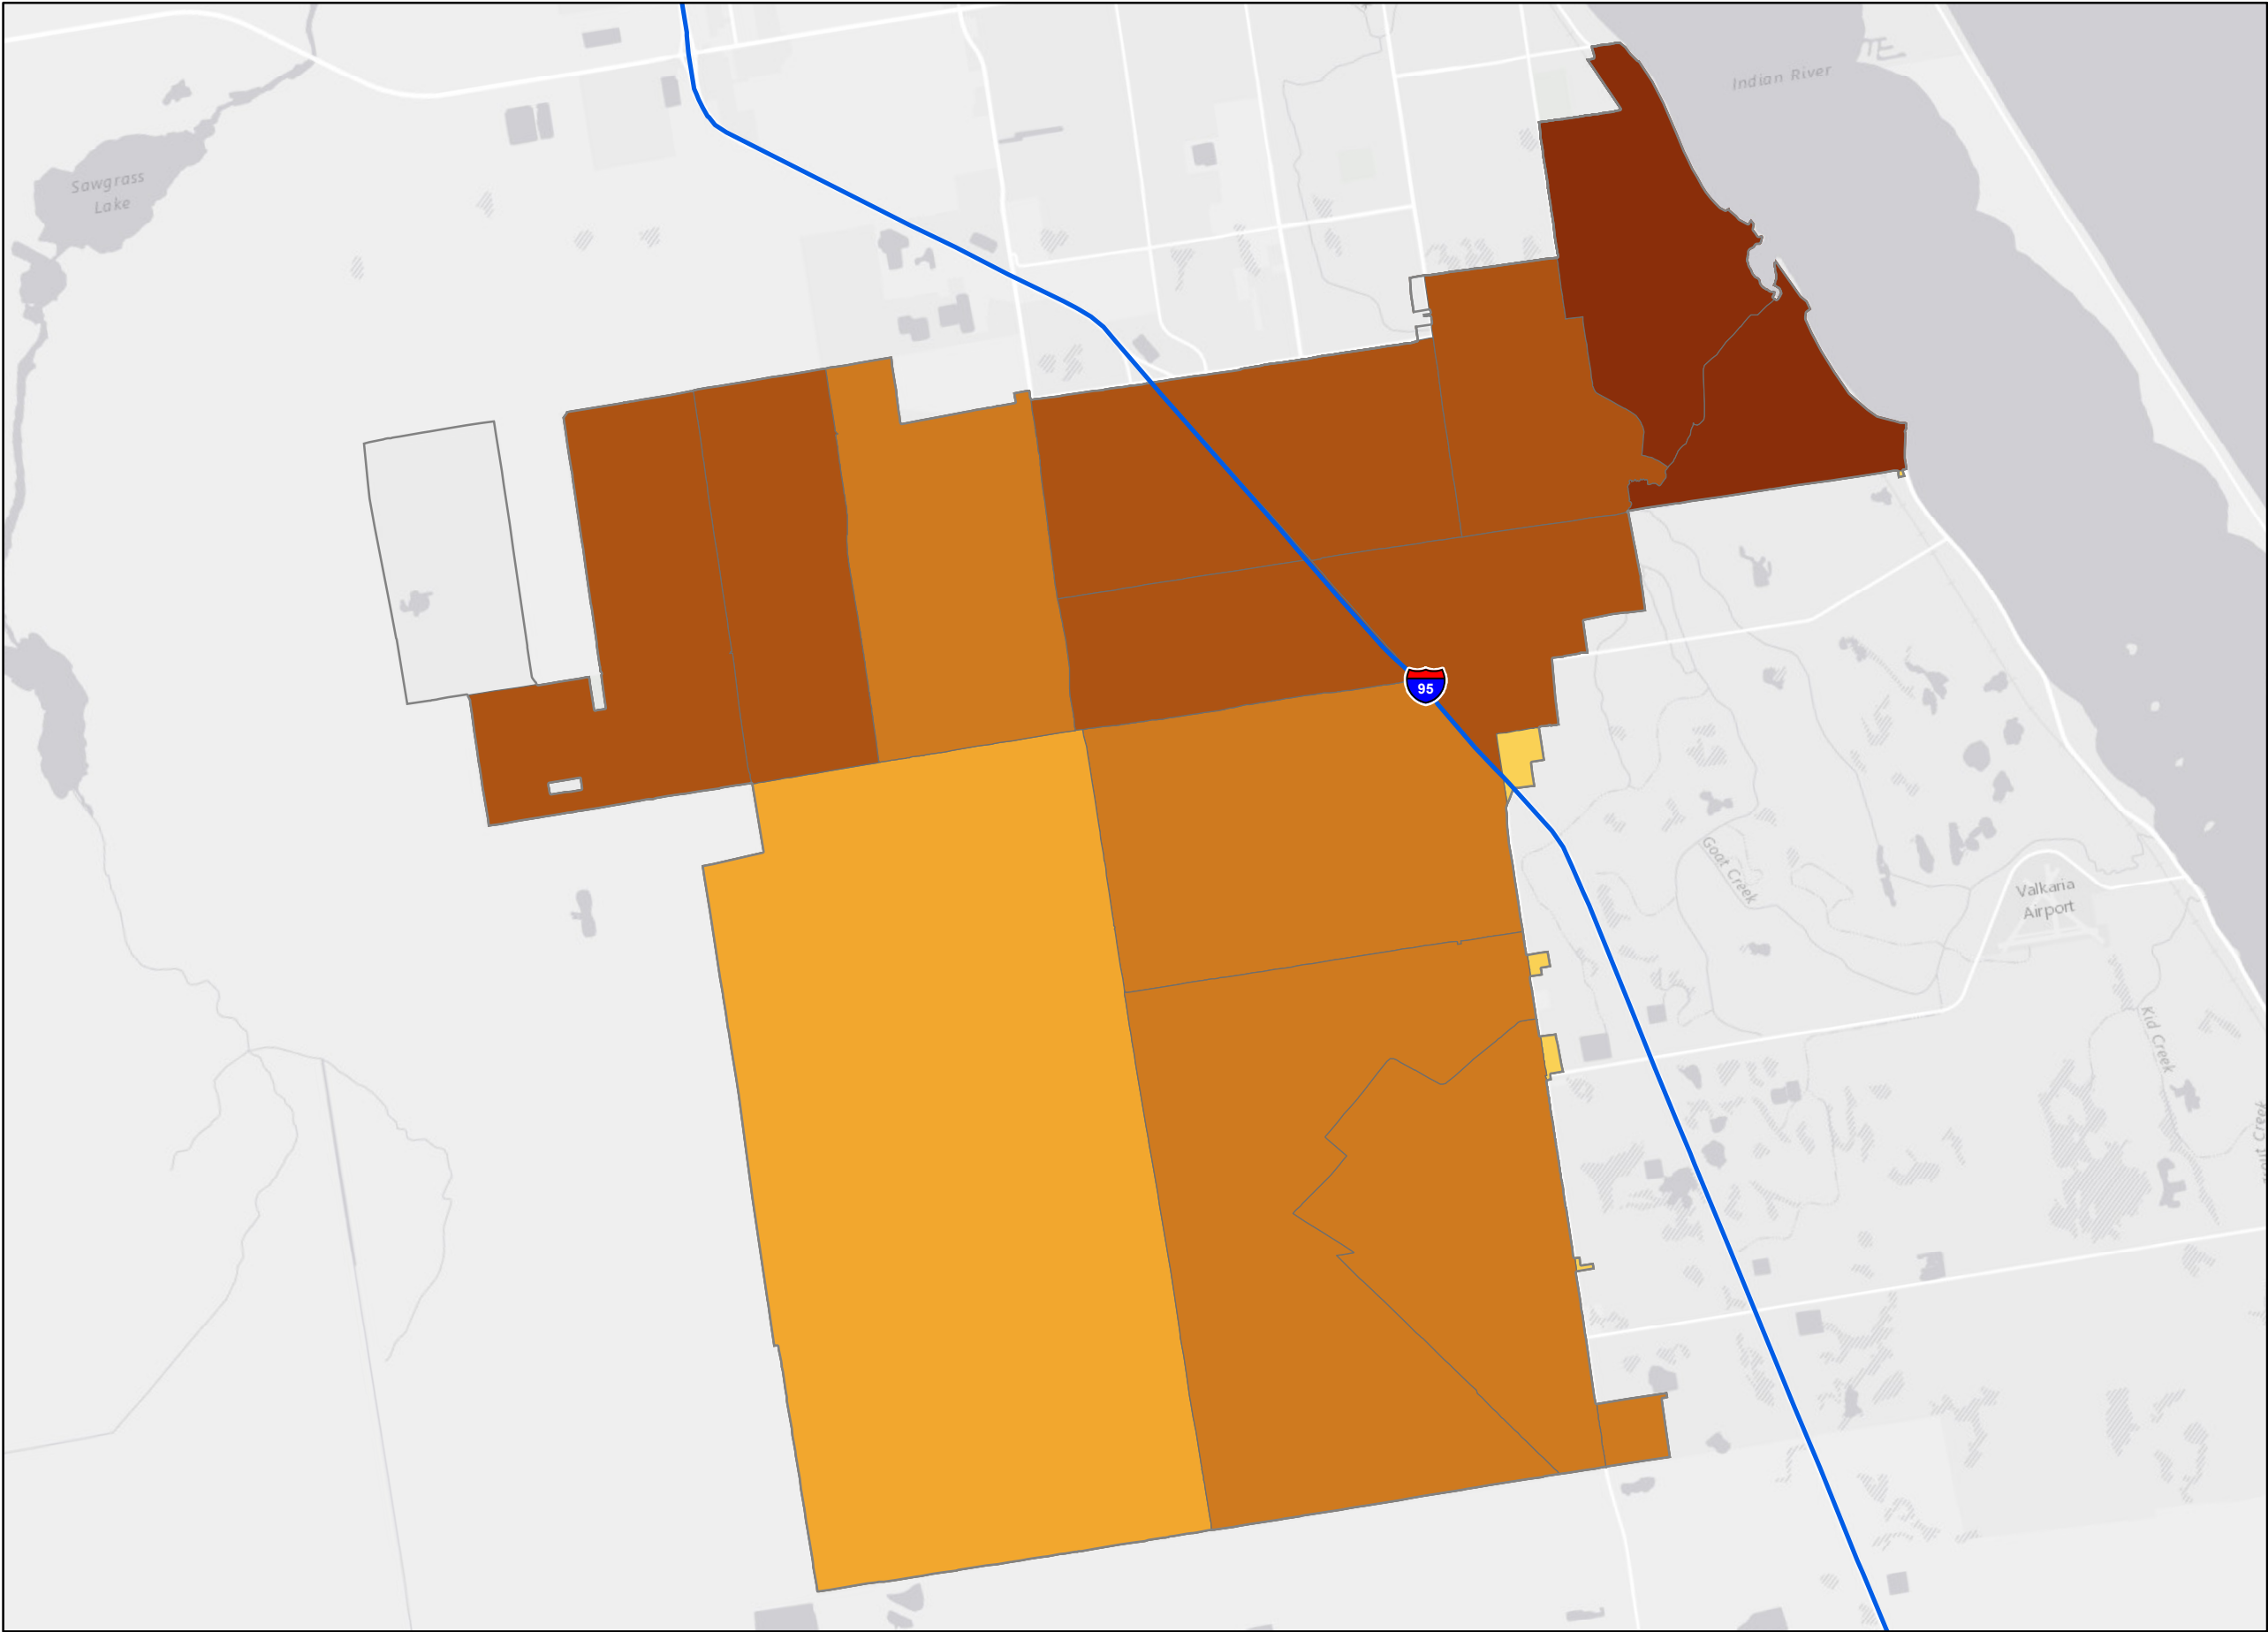 Indian River
Sawgrass
Lake
95
Goat Creek
Valkaria
Airport
Kid Creek